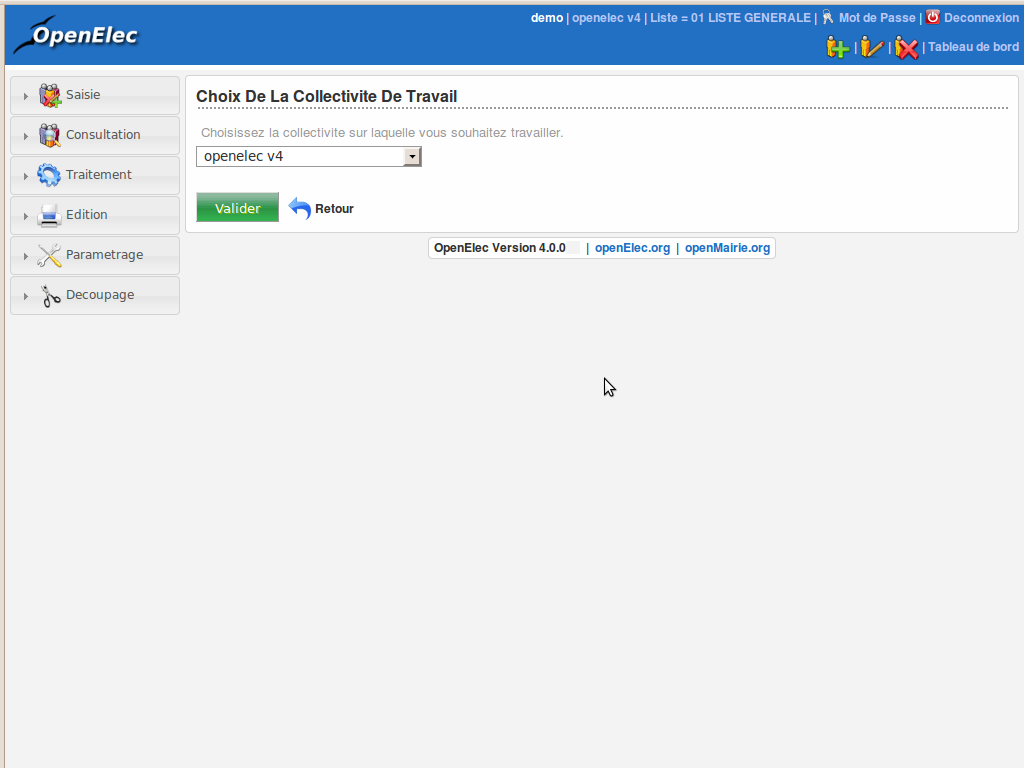 OpenElec
demo | openelec v4 | Liste = 01 LISTE GENERALE | Mot de Passe | Deconnexion
| | | Tableau de bord
Saisie
Consultation
Traitement
Edition
Parametrage
Decoupage
Choix De La Collectivite De Travail
Choisissez la collectivite sur laquelle vous souhaitez travailler.
openelec v4
Valider Retour
OpenElec Version 4.0.0 | openElec.org | openMairie.org